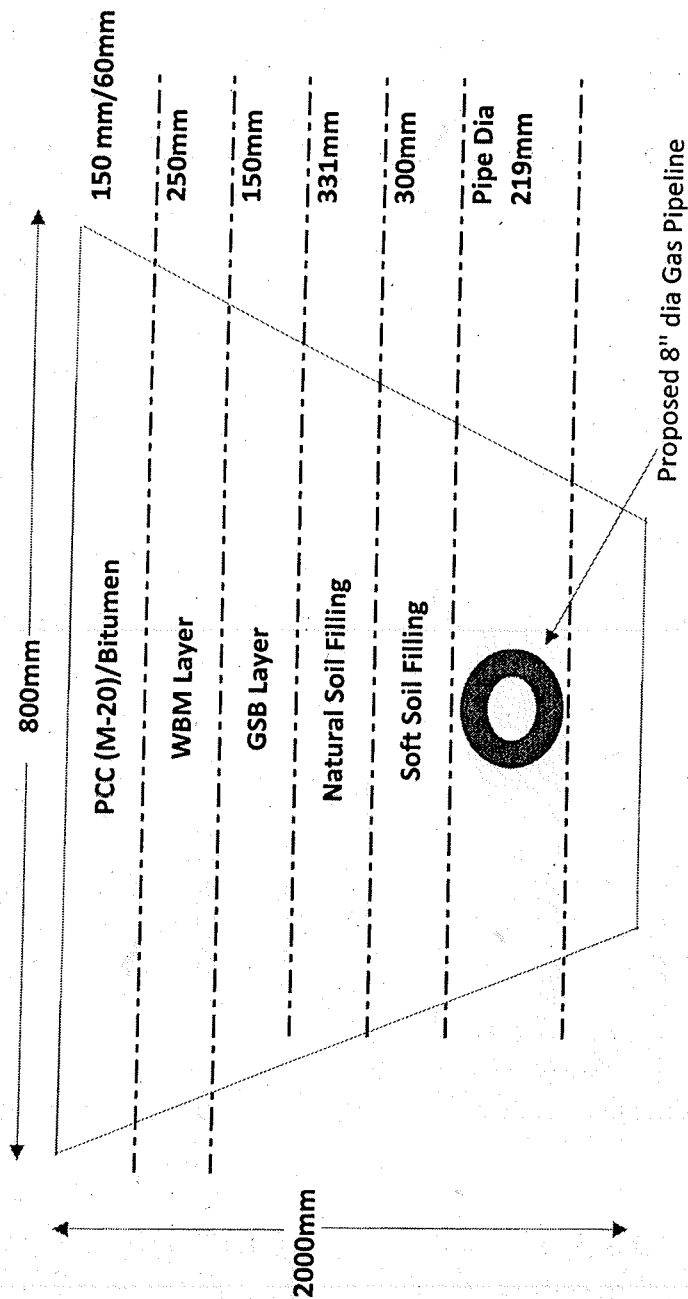 800mm
2000mm
PCC (M-20)/Bitumen
150 mm/60mm
WBM Layer
250mm
GSB Layer
150mm
Natural Soil Filling
331mm
Soft Soil Filling
300mm
Pipe Dia
219mm
Proposed 8" dia Gas Pipeline